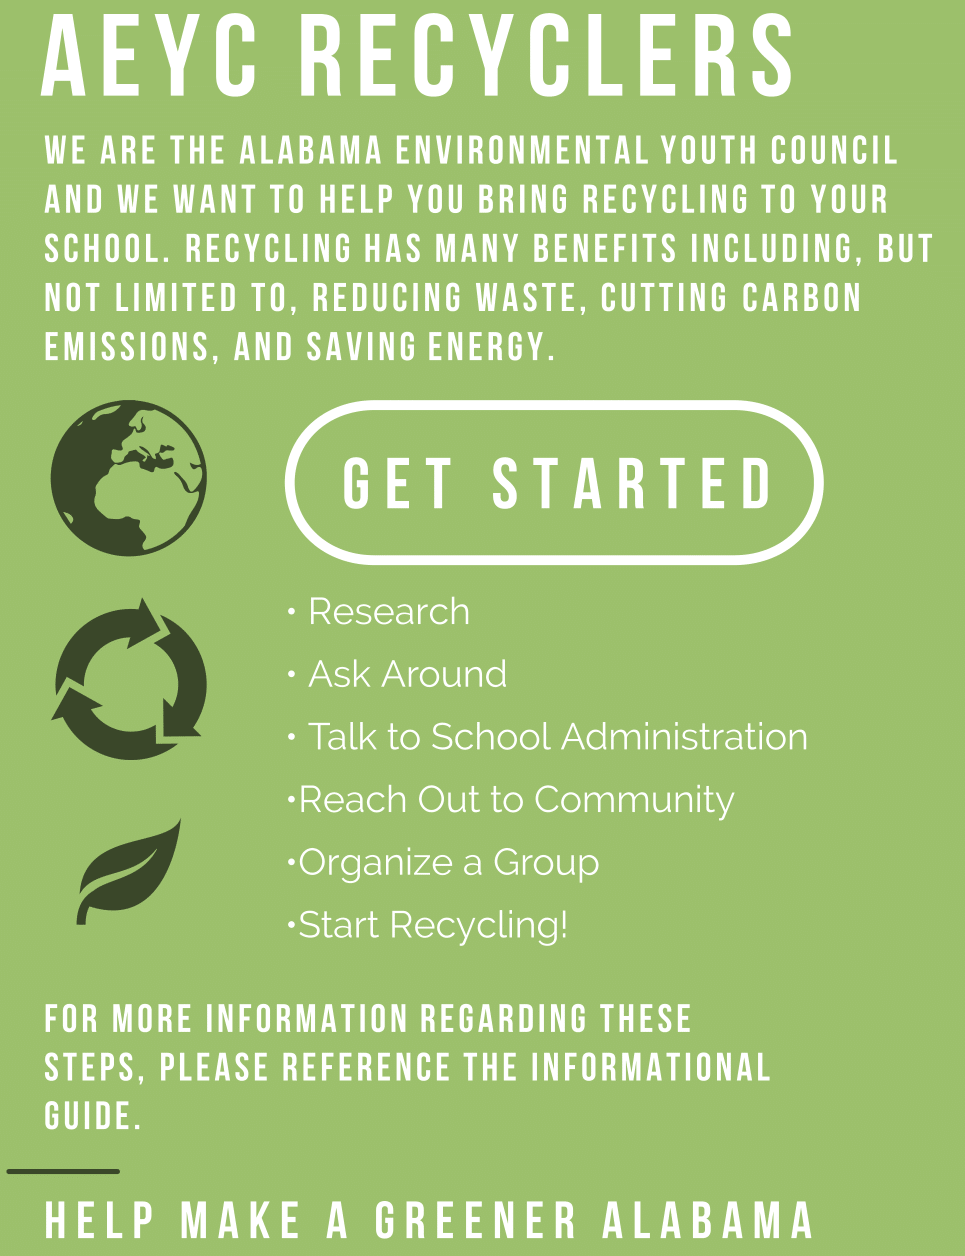 AEYC RECYCLERS
WE ARE THE ALABAMA ENVIRONMENTAL YOUTH COUNCIL
AND WE WANT TO HELP YOU BRING RECYCLING TO YOUR
SCHOOL. RECYCLING HAS MANY BENEFITS INCLUDING, BUT
NOT LIMITED TO, REDUCING WASTE, CUTTING CARBON
EMISSIONS, AND SAVING ENERGY.
GET STARTED
• Research
• Ask Around
• Talk to School Administration
•Reach Out to Community
•Organize a Group
•Start Recycling!
FOR MORE INFORMATION REGARDING THESE
STEPS, PLEASE REFERENCE THE INFORMATIONAL
GUIDE.
HELP MAKE A GREENER ALABAMA